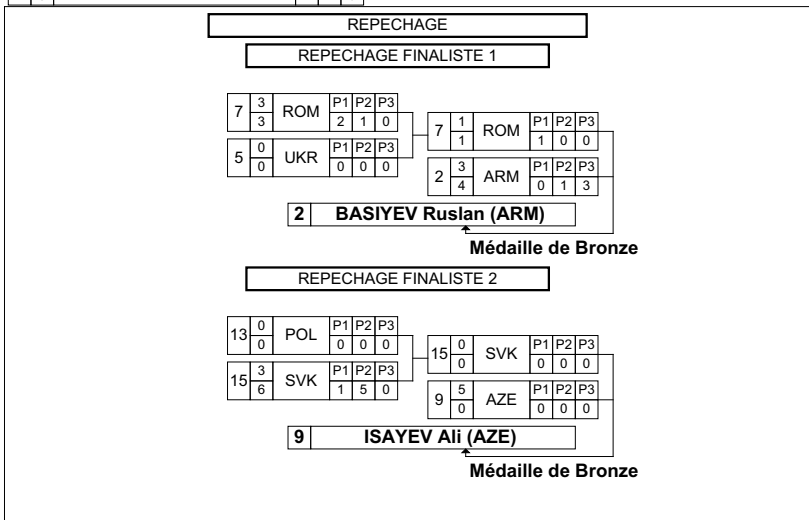 REPECHAGE
REPECHAGE FINALISTE 1
7 3 3 ROM P1 P2 P3 2 1 0
5 0 0 UKR P1 P2 P3 0 0 0
7 1 1 ROM P1 P2 P3 1 0 0
2 3 4 ARM P1 P2 P3 0 1 3
2 BASIYEV Ruslan (ARM)
Médaille de Bronze
REPECHAGE FINALISTE 2
13 0 0 POL P1 P2 P3 0 0 0
15 3 6 SVK P1 P2 P3 1 5 0
15 0 0 SVK P1 P2 P3 0 0 0
9 5 0 AZE P1 P2 P3 0 0 0
9 ISAYEV Ali (AZE)
Médaille de Bronze